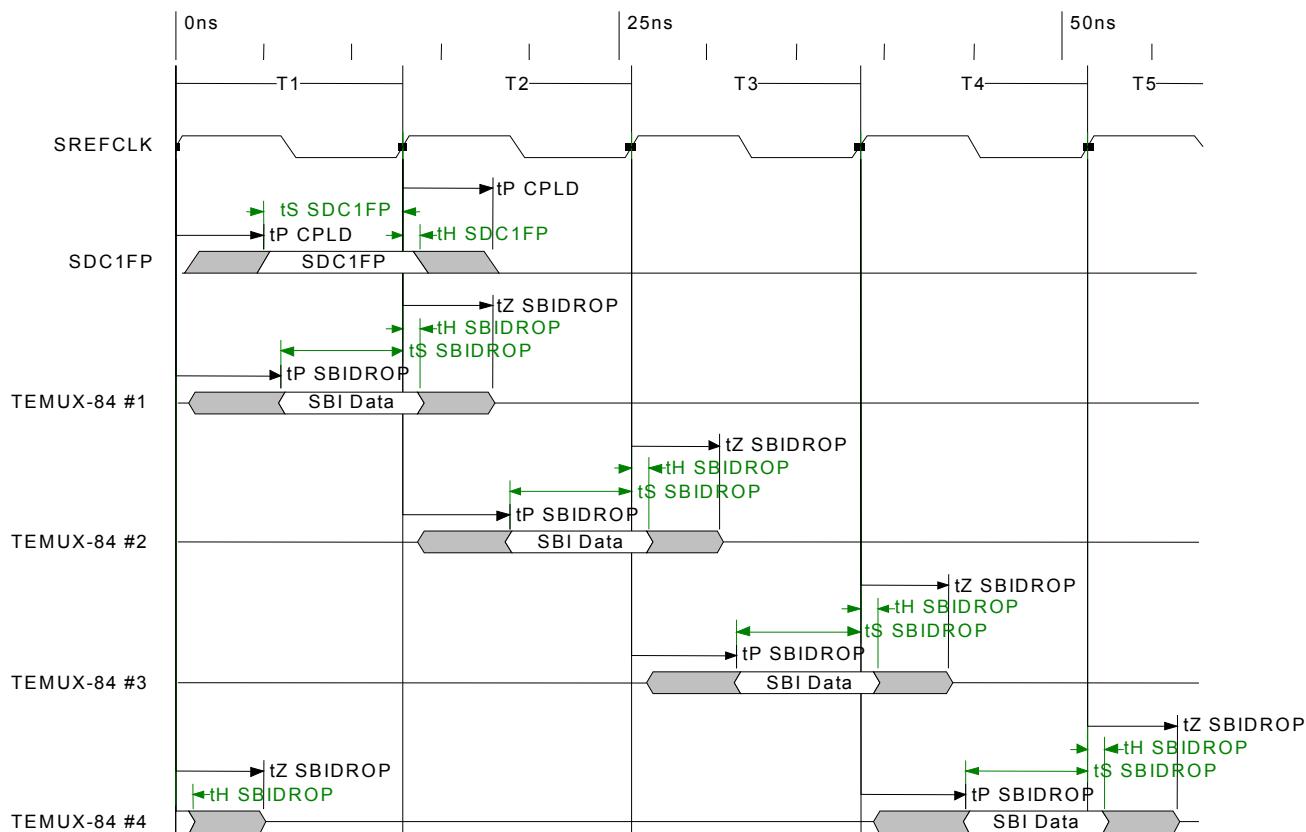 0ns 25ns 50ns
T1 T2 T3 T4 T5
SREFCLK
tP CPLD
tS SDC1FP
tP CPLD tH SDC1FP
SDC1FP SDC1FP
tZ SBIDROP
tH SBIDROP
tS SBIDROP
tP SBIDROP
TEMUX-84 #1 SBI Data
tZ SBIDROP
tH SBIDROP
tS SBIDROP
tP SBIDROP
TEMUX-84 #2 SBI Data
tZ SBIDROP
tH SBIDROP
tS SBIDROP
tP SBIDROP
TEMUX-84 #3 SBI Data
tZ SBIDROP
tH SBIDROP
tZ SBIDROP tS SBIDROP
tH SBIDROP tP SBIDROP
TEMUX-84 #4 SBI Data